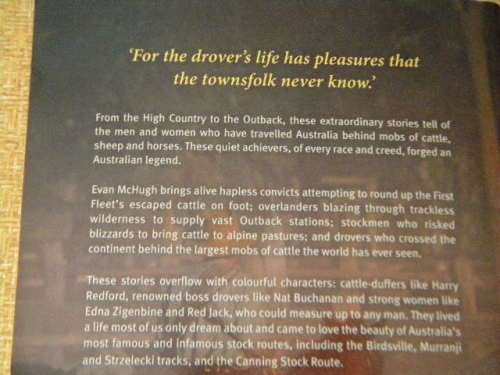 ‘For the drover’s life has pleasures that
the townsfolk never know.’
From the High Country to the Outback, these extraordinary stories tell of
the men and women who have travelled Australia behind mobs of cattle,
sheep and horses. These quiet achievers, of every race and creed, forged an
Australian legend.
Evan McHugh brings alive hapless convicts attempting to round up the First
Fleet’s escaped cattle on foot; overlanders blazing through trackless
wilderness to supply vast Outback stations; stockmen who risked
blizzards to bring cattle to alpine pastures; and drovers who crossed the
continent behind the largest mobs of cattle the world has ever seen.
These stories overflow with colourful characters: cattle-duffers like Harry
Redford, renowned boss drovers like Nat Buchanan and strong women like
Edna Zigenbine and Red Jack, who could measure up to any man. They lived
a life most of us only dream about and came to love the beauty of Australia’s
most famous and infamous stock routes, including the Birdsville, Murranji
and Strzelecki tracks, and the Canning Stock Route.